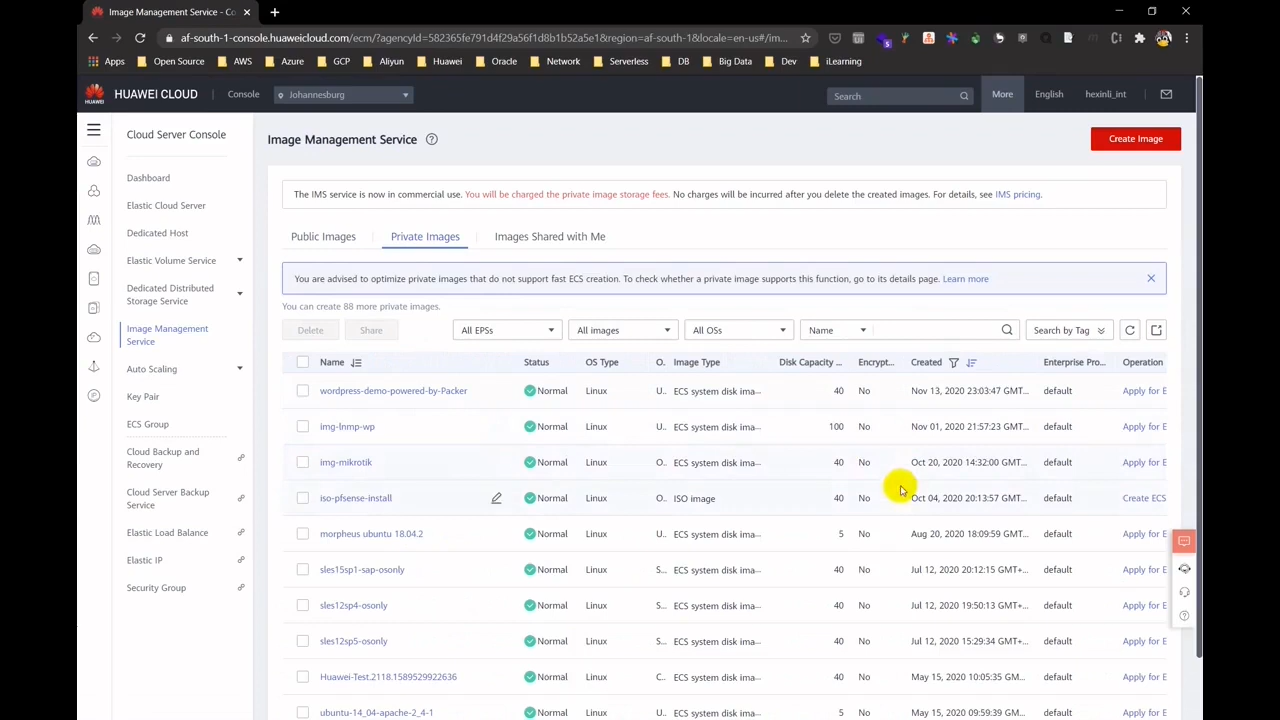 Image Management Service - Co
af-south-1-console.huaweicloud.com/ecm/?agencyId=582365fe791d4f29a56f1d8b1b52a5e1&region=af-south-1&locale=en-us#/im...
Apps Open Source AWS Azure GCP Aliyun Huawei Oracle Network Serverless DB Big Data Dev iLearning
HUAWEI CLOUD Console Johannesburg Search More English hexinli_int
Cloud Server Console
Dashboard
Elastic Cloud Server
Dedicated Host
Elastic Volume Service
Dedicated Distributed
Storage Service
Image Management
Service
Auto Scaling
Key Pair
ECS Group
Cloud Backup and
Recovery
Cloud Server Backup
Service
Elastic Load Balance
Elastic IP
Security Group
Image Management Service
Create Image
The IMS service is now in commercial use. You will be charged the private image storage fees. No charges will be incurred after you delete the created images. For details, see IMS pricing.
Public Images Private Images Images Shared with Me
You are advised to optimize private images that do not support fast ECS creation. To check whether a private image supports this function, go to its details page. Learn more
You can create 88 more private images.
Delete Share All EPSs All images All OSs Name Search by Tag
Name Status OS Type O.. Image Type Disk Capacity ... Encrypt... Created Enterprise Pro... Operation
wordpress-demo-powered-by-Packer Normal Linux U.. ECS system disk ima... 40 No Nov 13, 2020 23:03:47 GMT... default Apply for E
img-lnmp-wp Normal Linux U.. ECS system disk ima... 100 No Nov 01, 2020 21:57:23 GMT... default Apply for E
img-mikrotik Normal Linux O.. ECS system disk ima... 40 No Oct 20, 2020 14:32:00 GMT... default Apply for E
iso-pfsense-install Normal Linux O.. ISO image 40 No Oct 04, 2020 20:13:57 GMT... default Create ECS
morpheus ubuntu 18.04.2 Normal Linux U.. ECS system disk ima... 5 No Aug 20, 2020 18:09:59 GMT... default Apply for E
sles15sp1-sap-osonly Normal Linux S.. ECS system disk ima... 40 No Jul 12, 2020 20:12:15 GMT+... default Apply for E
sles12sp4-osonly Normal Linux S.. ECS system disk ima... 40 No Jul 12, 2020 19:50:13 GMT+... default Apply for E
sles12sp5-osonly Normal Linux S.. ECS system disk ima... 40 No Jul 12, 2020 15:29:34 GMT+... default Apply for E
Huawei-Test.2118.1589529922636 Normal Linux C.. ECS system disk ima... 40 No May 15, 2020 10:05:35 GM... default Apply for E
ubuntu-14_04-apache-2_4-1 Normal Linux U.. ECS system disk ima... 5 No May 15, 2020 09:59:39 GM... default Apply for E